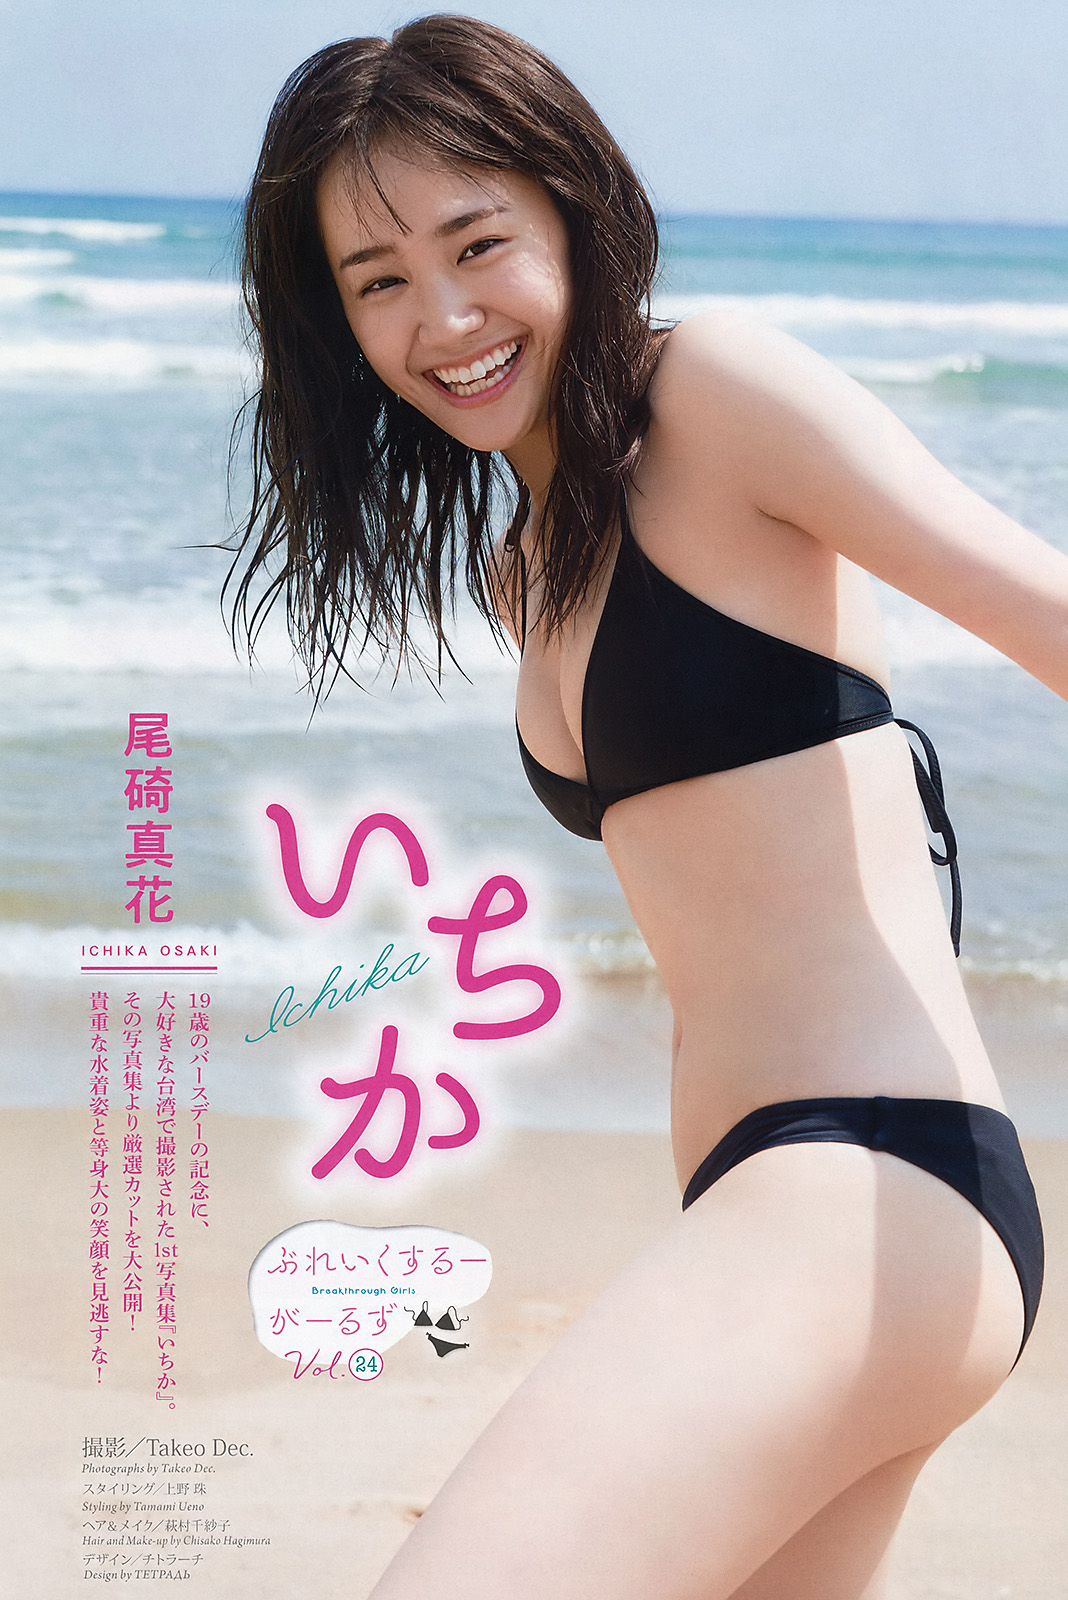 尾碕真花
ICHIKA OSAKI
いちか
Ichika
19歳のバースデーの記念に、
大好きな台湾で撮影された1st写真集『いちか』。
その写真集より厳選カットを大公開！
貴重な水着姿と等身大の笑顔を見逃すな！
ぶれいくするー
Breakthrough Girls
がーるず
Vol.24
撮影／Takeo Dec.
Photographs by Takeo Dec.
スタイリング／上野 珠
Styling by Tamami Ueno
ヘア&メイク／萩村千紗子
Hair and Make-up by Chisako Hagimura
デザイン／チトラーチ
Design by ТЕТРАДЬ